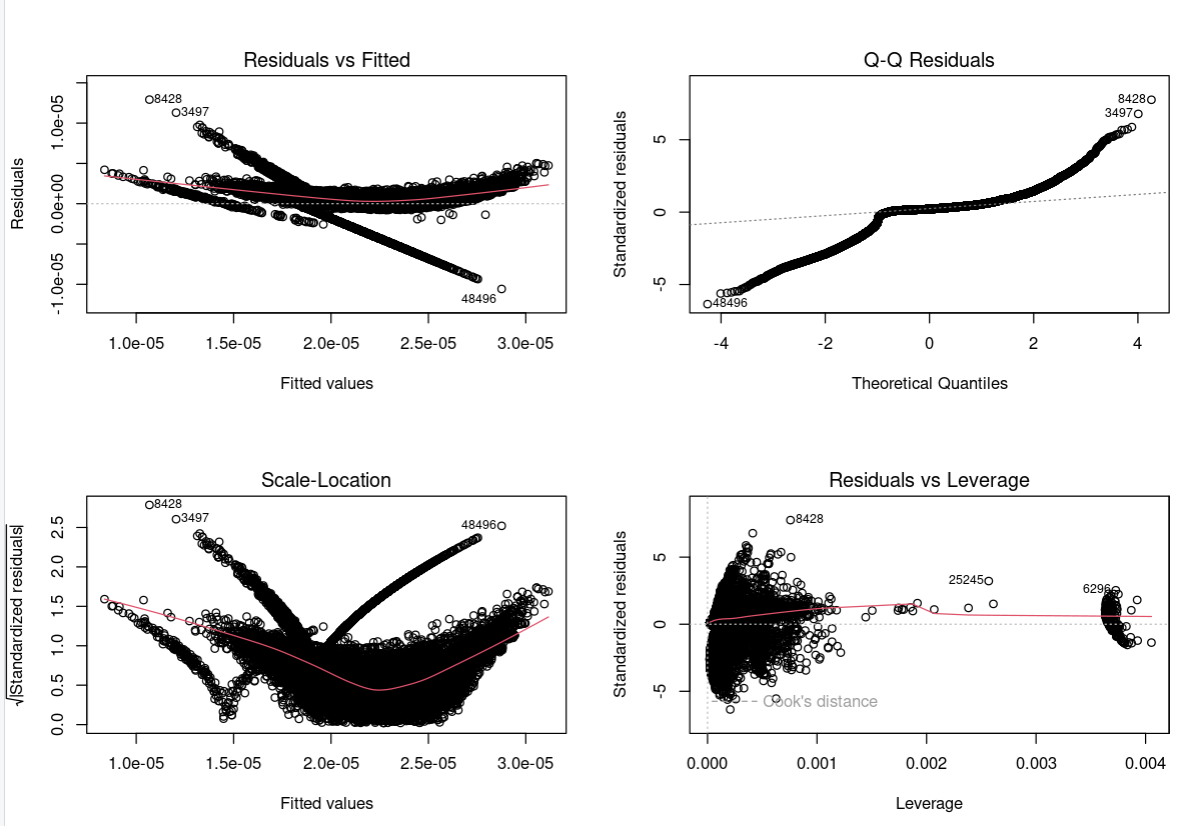 Residuals vs Fitted
Residuals
-1.0e-05 0.0e+00 1.0e-05
8428
3497
48496
1.0e-05 1.5e-05 2.0e-05 2.5e-05 3.0e-05
Fitted values
Q-Q Residuals
Standardized residuals
-5 0 5
8428
3497
48496
-4 -2 0 2 4
Theoretical Quantiles
Scale-Location
√|Standardized residuals|
0.0 0.5 1.0 1.5 2.0 2.5
8428
3497
48496
1.0e-05 1.5e-05 2.0e-05 2.5e-05 3.0e-05
Fitted values
Residuals vs Leverage
Standardized residuals
-5 0 5
8428
25245
6296
Cook's distance
0.000 0.001 0.002 0.003 0.004
Leverage